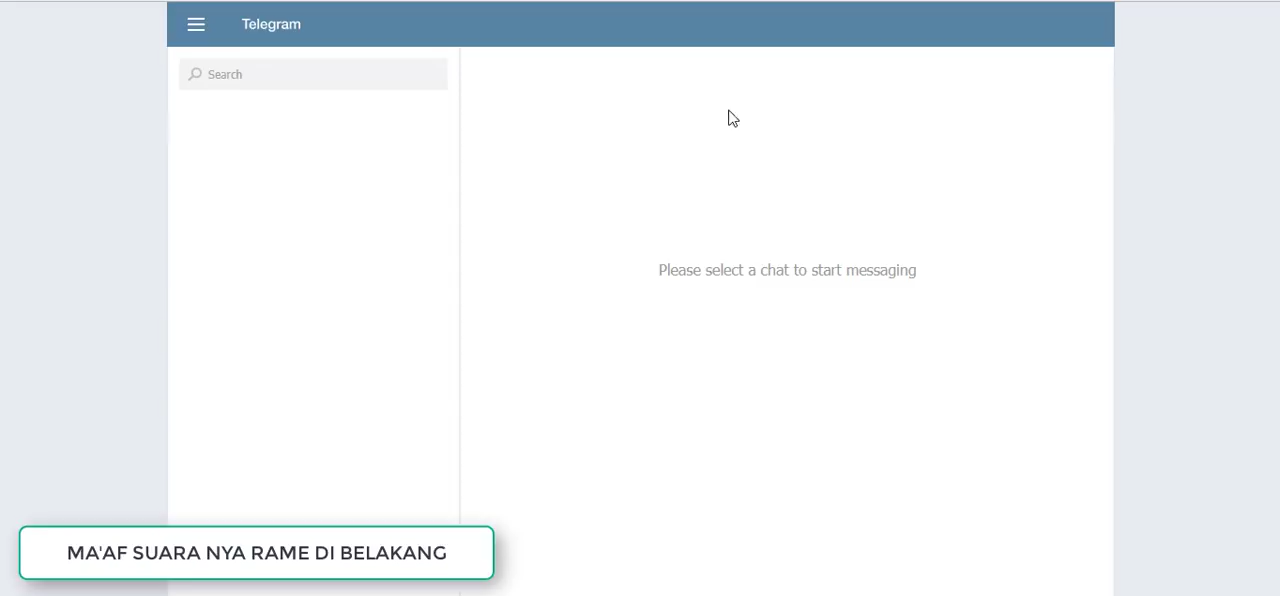 Telegram
Search
Please select a chat to start messaging
MA'AF SUARA NYA RAME DI BELAKANG